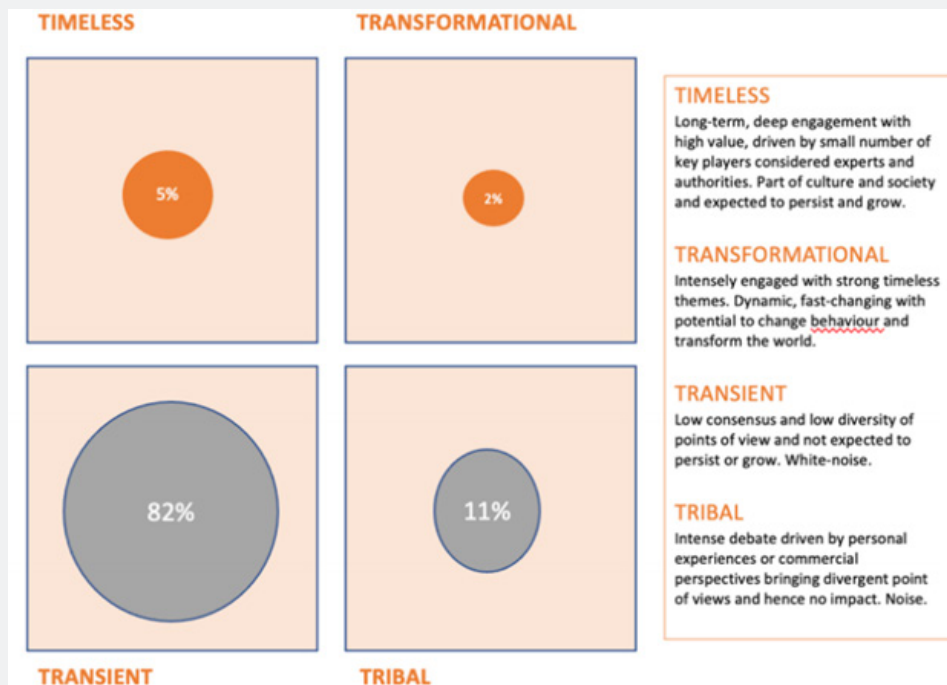 TIMELESS
TRANSFORMATIONAL
5%
2%
82%
11%
TRANSIENT
TRIBAL
TIMELESS
Long-term, deep engagement with
high value, driven by small number of
key players considered experts and
authorities. Part of culture and society
and expected to persist and grow.
TRANSFORMATIONAL
Intensely engaged with strong timeless
themes. Dynamic, fast-changing with
potential to change behaviour and
transform the world.
TRANSIENT
Low consensus and low diversity of
points of view and not expected to
persist or grow. White-noise.
TRIBAL
Intense debate driven by personal
experiences or commercial
perspectives bringing divergent point
of views and hence no impact. Noise.